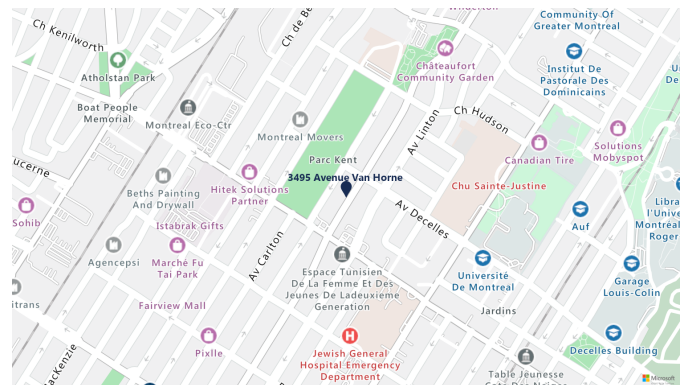 Ch Kenilworth
Ch de
Community Of
Greater Montreal
Atholstan Park
Châteaufort
Community Garden
Institut De
Pastorale Des
Dominicains
Boat People
Memorial
Montreal Eco-Ctr
Montreal Movers
Ch Hudson
Av Linton
Solutions
Mobyspot
Canadian Tire
Parc Kent
3495 Avenue Van Horne
Chu Sainte-Justine
Beths Painting
And Drywall
Hitek Solutions
Partner
Sohib
Istabrak Gifts
Av Decelles
Auf
Agencepsi
Marché Fu
Tai Park
Av Carlton
Espace Tunisien
De La Femme Et Des
Jeunes De Ladeuxième
Generation
Université
De Montreal
Garage
Louis-Colin
Fairview Mall
Jardins
Pixlle
Jewish General
Hospital Emergency
Department
Decelles Building
Table Jeunesse
Microsoft